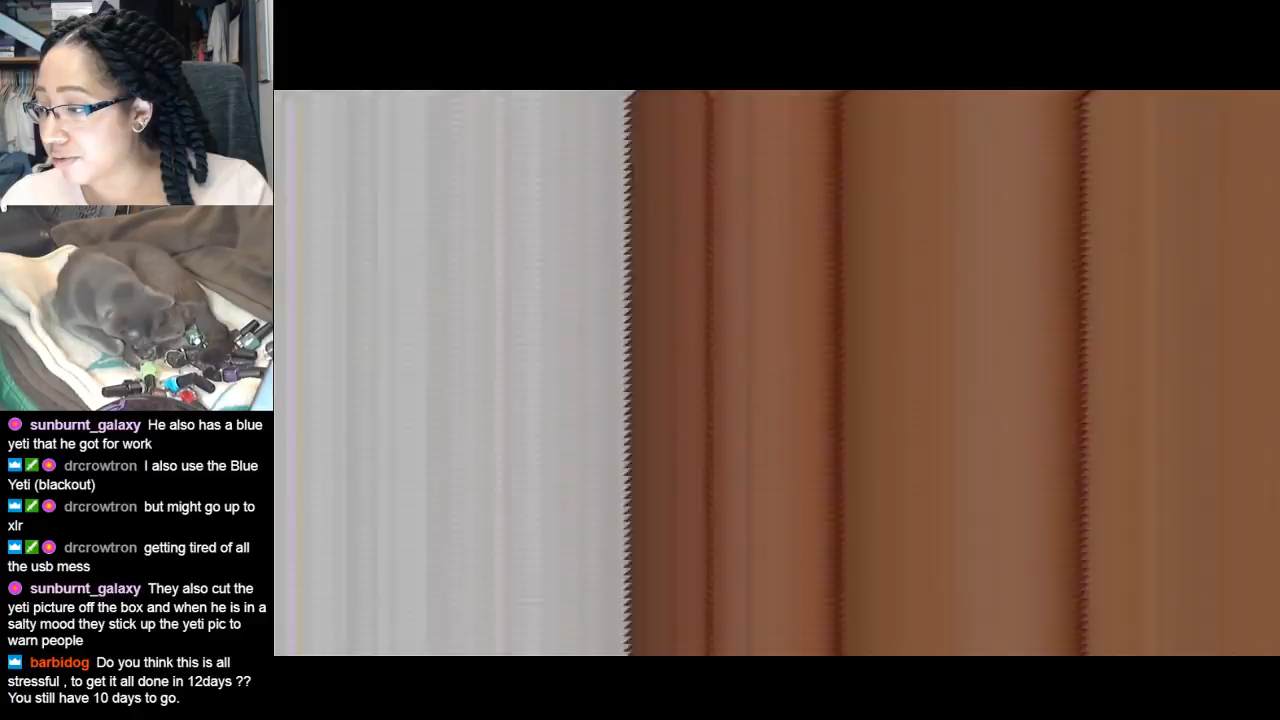 sunburnt_galaxy He also has a blue
yeti that he got for work
drcrowtron I also use the Blue
Yeti (blackout)
drcrowtron but might go up to
xlr
drcrowtron getting tired of all
the usb mess
sunburnt_galaxy They also cut the
yeti picture off the box and when he is in a
salty mood they stick up the yeti pic to
warn people
barbidog Do you think this is all
stressful , to get it all done in 12days ??
You still have 10 days to go.